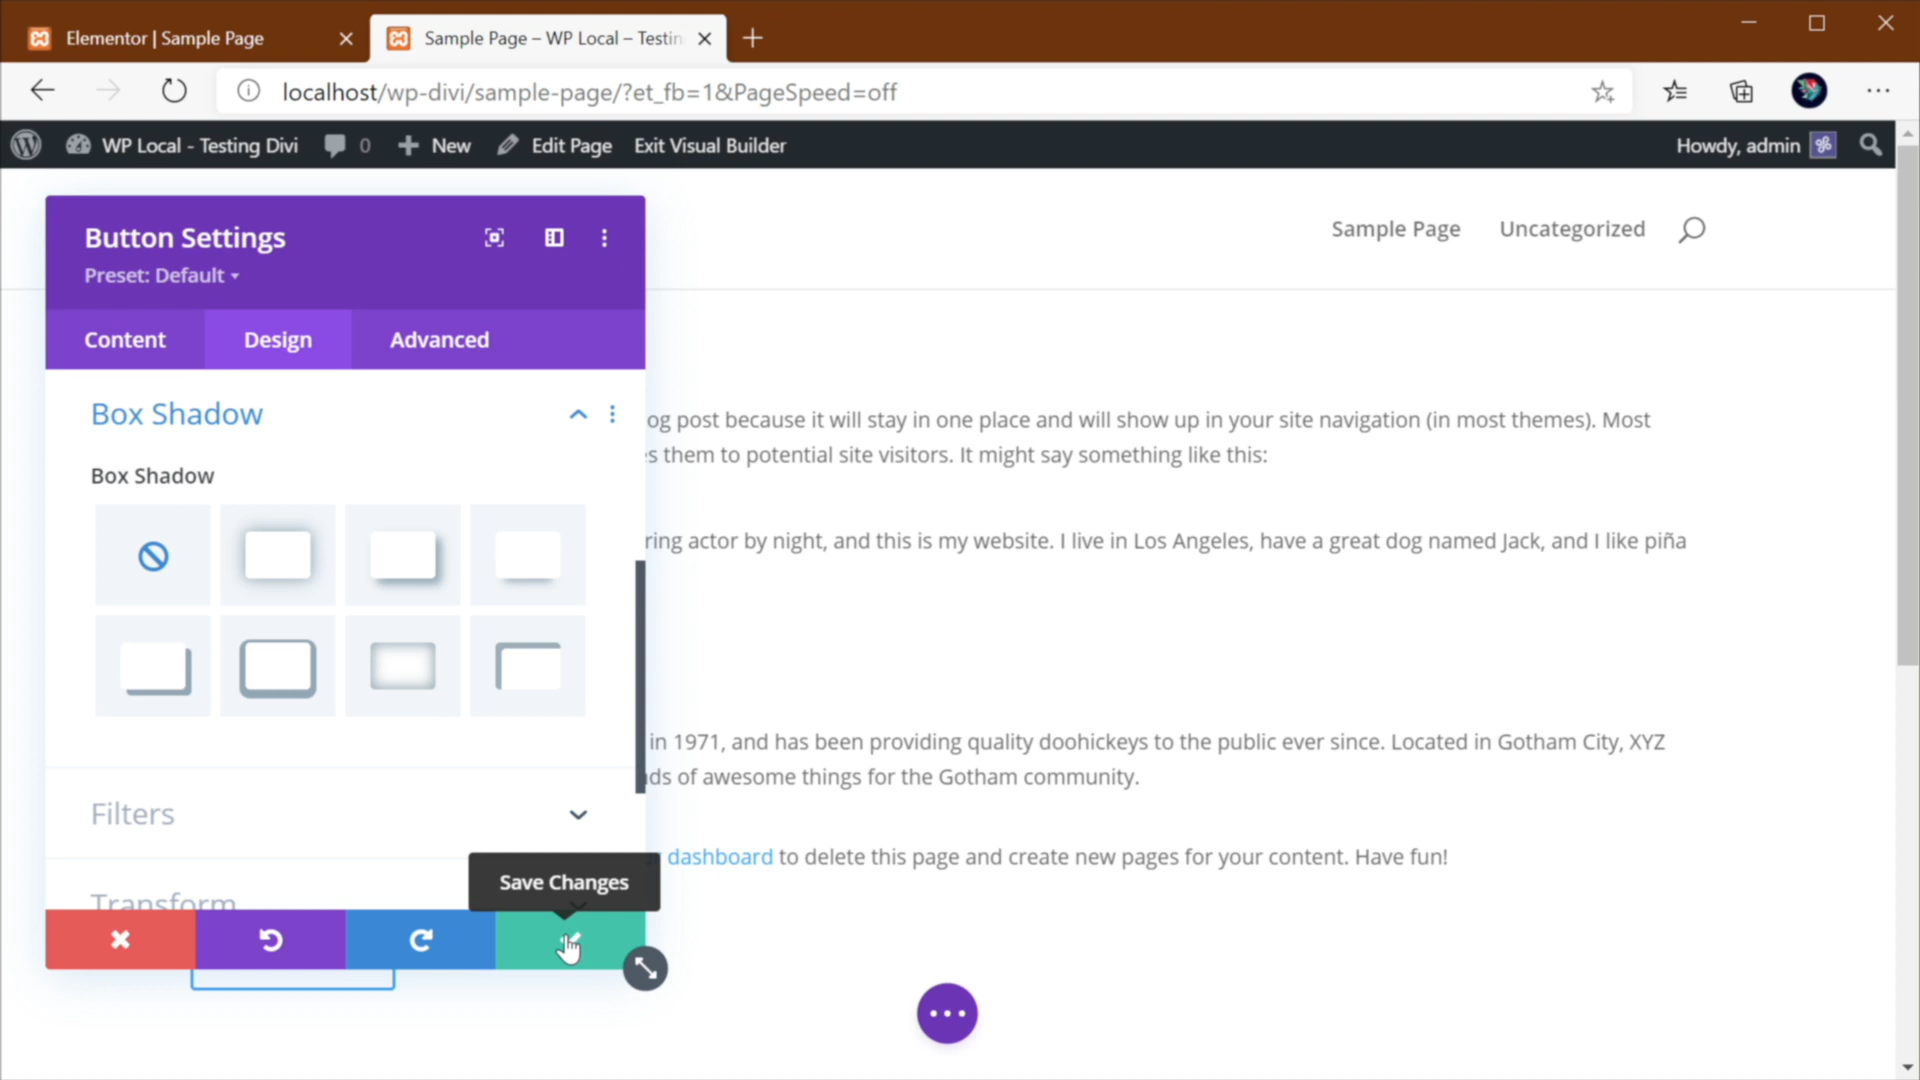 Elementor | Sample Page
Sample Page – WP Local – Testin
localhost/wp-divi/sample-page/?et_fb=1&PageSpeed=off
WP Local - Testing Divi 0 New Edit Page Exit Visual Builder Howdy, admin
Sample Page Uncategorized
Button Settings
Preset: Default
Content Design Advanced
Box Shadow
Box Shadow
Filters
Transform
Save Changes
og post because it will stay in one place and will show up in your site navigation (in most themes). Most
s them to potential site visitors. It might say something like this:
ring actor by night, and this is my website. I live in Los Angeles, have a great dog named Jack, and I like piña
in 1971, and has been providing quality doohickeys to the public ever since. Located in Gotham City, XYZ
ds of awesome things for the Gotham community.
dashboard to delete this page and create new pages for your content. Have fun!